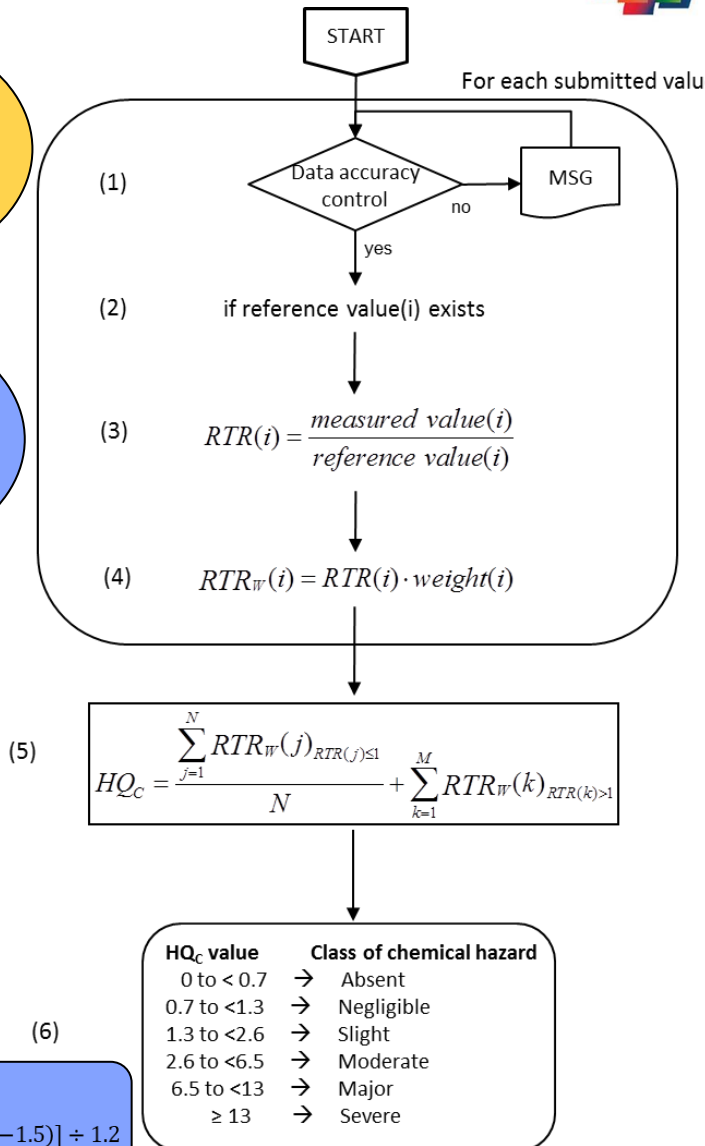 START
For each submitted valu
(1)
Data accuracy
control
MSG
no
yes
(2)
if reference value(i) exists
(3)
RTR(i) = measured value(i) / reference value(i)
(4)
RTR_W(i) = RTR(i) · weight(i)
(5)
HQ_C = \frac{\sum_{j=1}^{N} RTR_W(j)_{RTR(j)≤1}}{N} + \sum_{k=1}^{M} RTR_W(k)_{RTR(k)>1}
HQ_C value Class of chemical hazard
0 to < 0.7 → Absent
0.7 to <1.3 → Negligible
1.3 to <2.6 → Slight
2.6 to <6.5 → Moderate
6.5 to <13 → Major
≥ 13 → Severe
(6)
−1.5)] ÷ 1.2